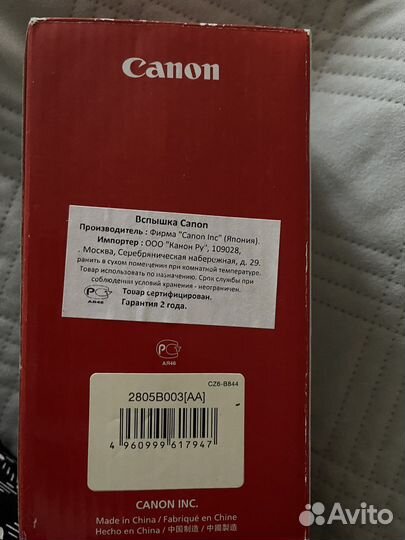 Canon
Вспышка Canon
Производитель : Фирма "Canon Inc" (Япония).
Импортер : ООО "Канон Ру", 109028,
. Москва, Серебряническая набережная, д. 29.
ранить в сухом помещении при комнатной температуре.
Товар использовать по назначению. Срок службы при
соблюдении условий хранения - неограничен.
Товар сертифицирован.
Гарантия 2 года.
АЯ46
АЯ46
CZ6-B844
2805B003[AA]
4 960999 617947
CANON INC.
Made in China / Fabriqué en Chine
Hecho en China / 中国制造 / 中國製造
Avito